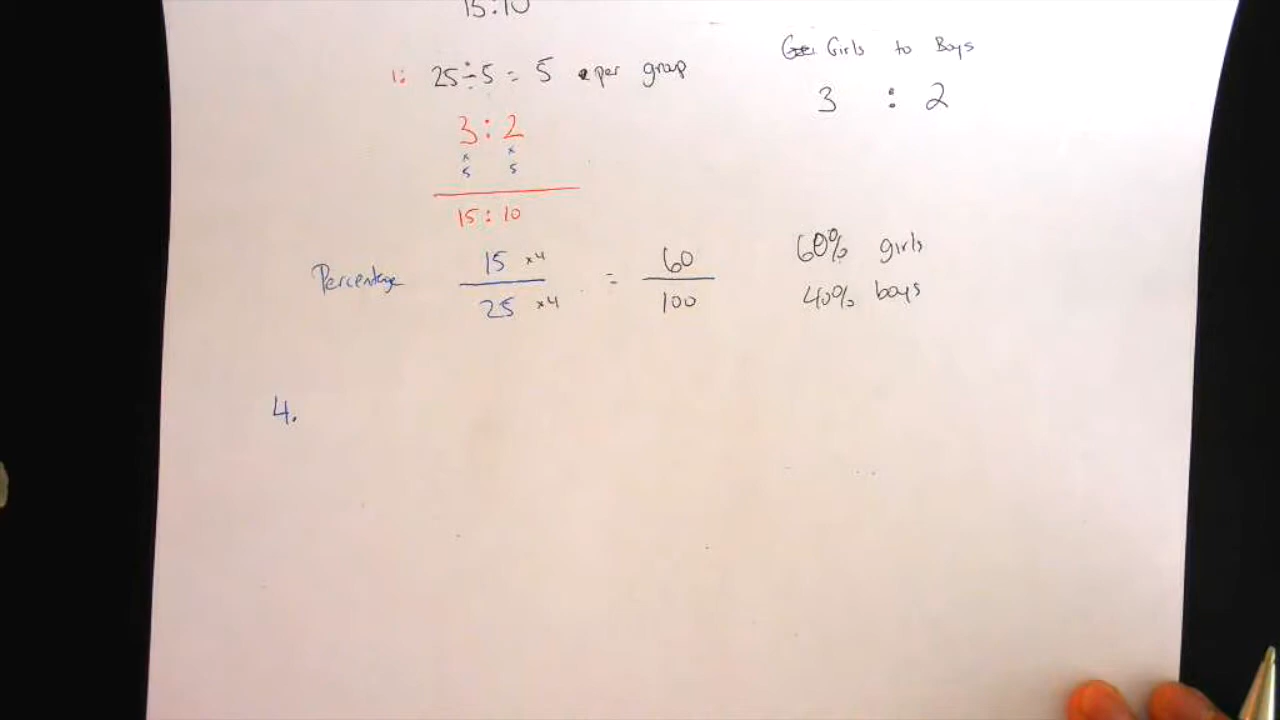 15:10
Girls to Boys
1: 25÷5 = 5 per group
3 : 2
3 : 2
x x
5 5
15 : 10
Percentage 15 x4 = 60
25 x4 100
60% girls
40% boys
4.